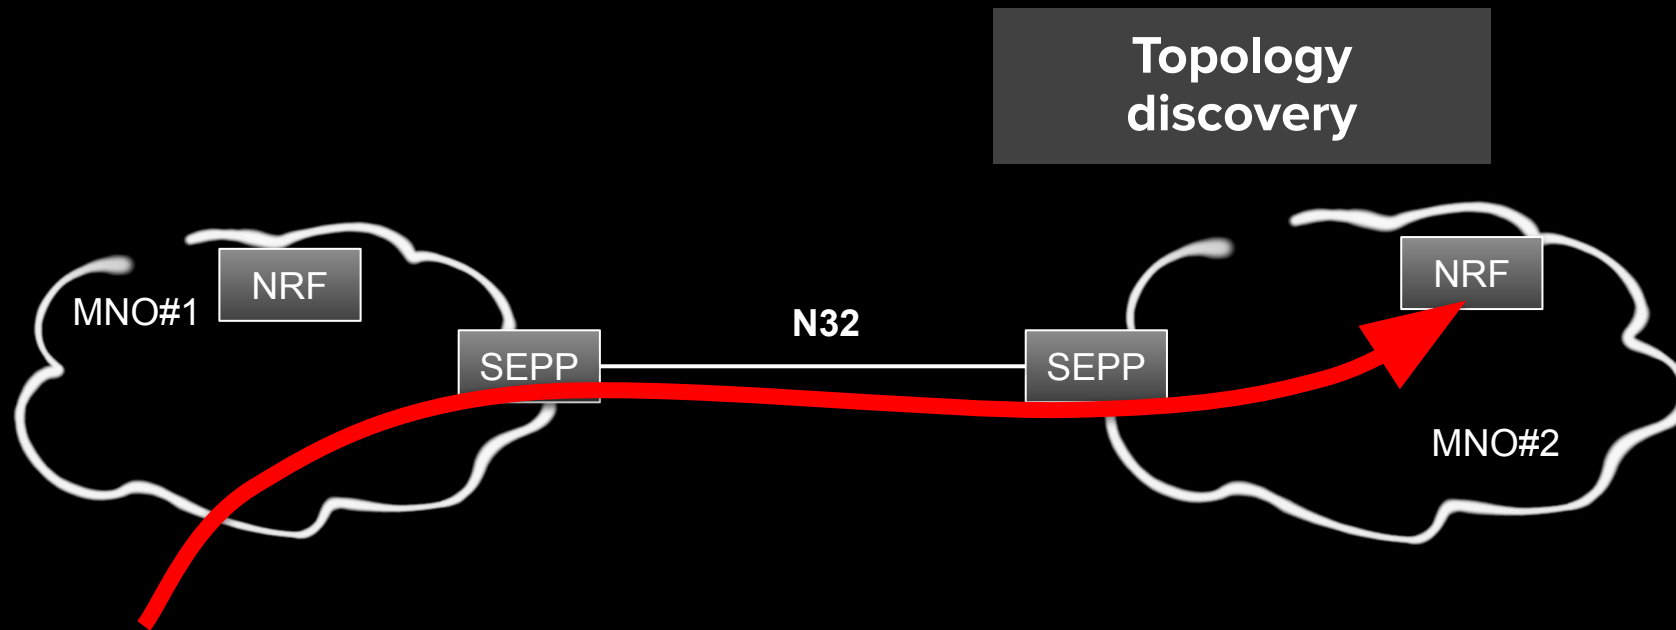 Topology
discovery
NRF
MNO#1
SEPP
N32
SEPP
NRF
MNO#2